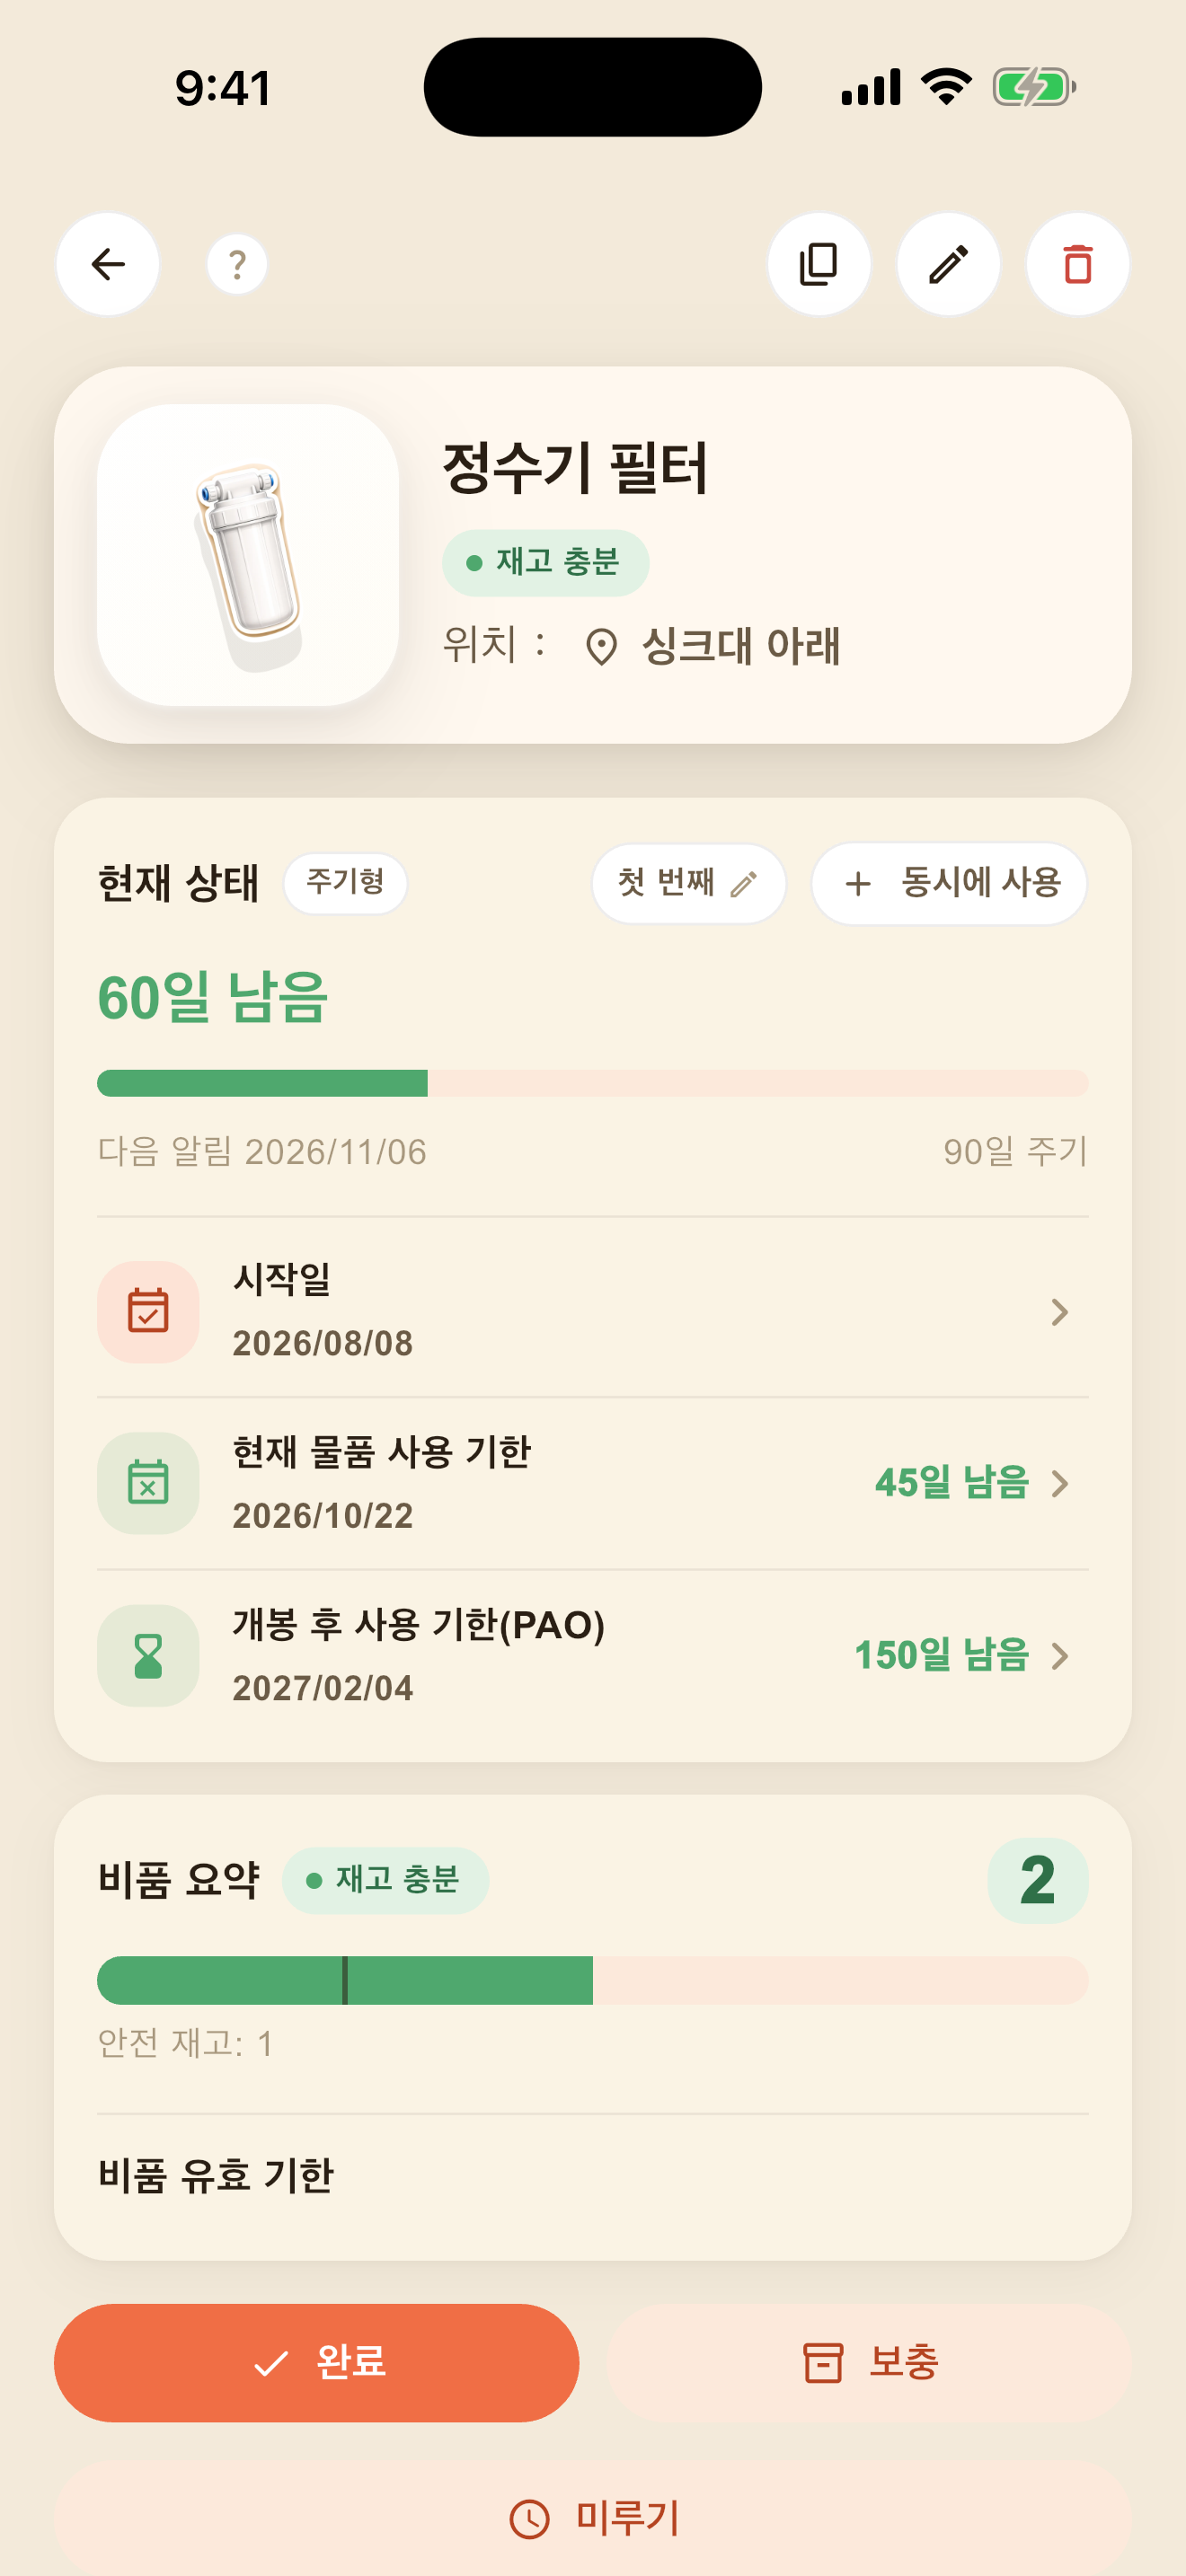 9:41
?
정수기 필터
재고 충분
위치 : 싱크대 아래
현재 상태 주기형 첫 번째 + 동시에 사용
60일 남음
다음 알림 2026/11/06 90일 주기
시작일
2026/08/08
현재 물품 사용 기한
2026/10/22
45일 남음
개봉 후 사용 기한(PAO)
2027/02/04
150일 남음
비품 요약 재고 충분 2
안전 재고: 1
비품 유효 기한
완료 보충
미루기